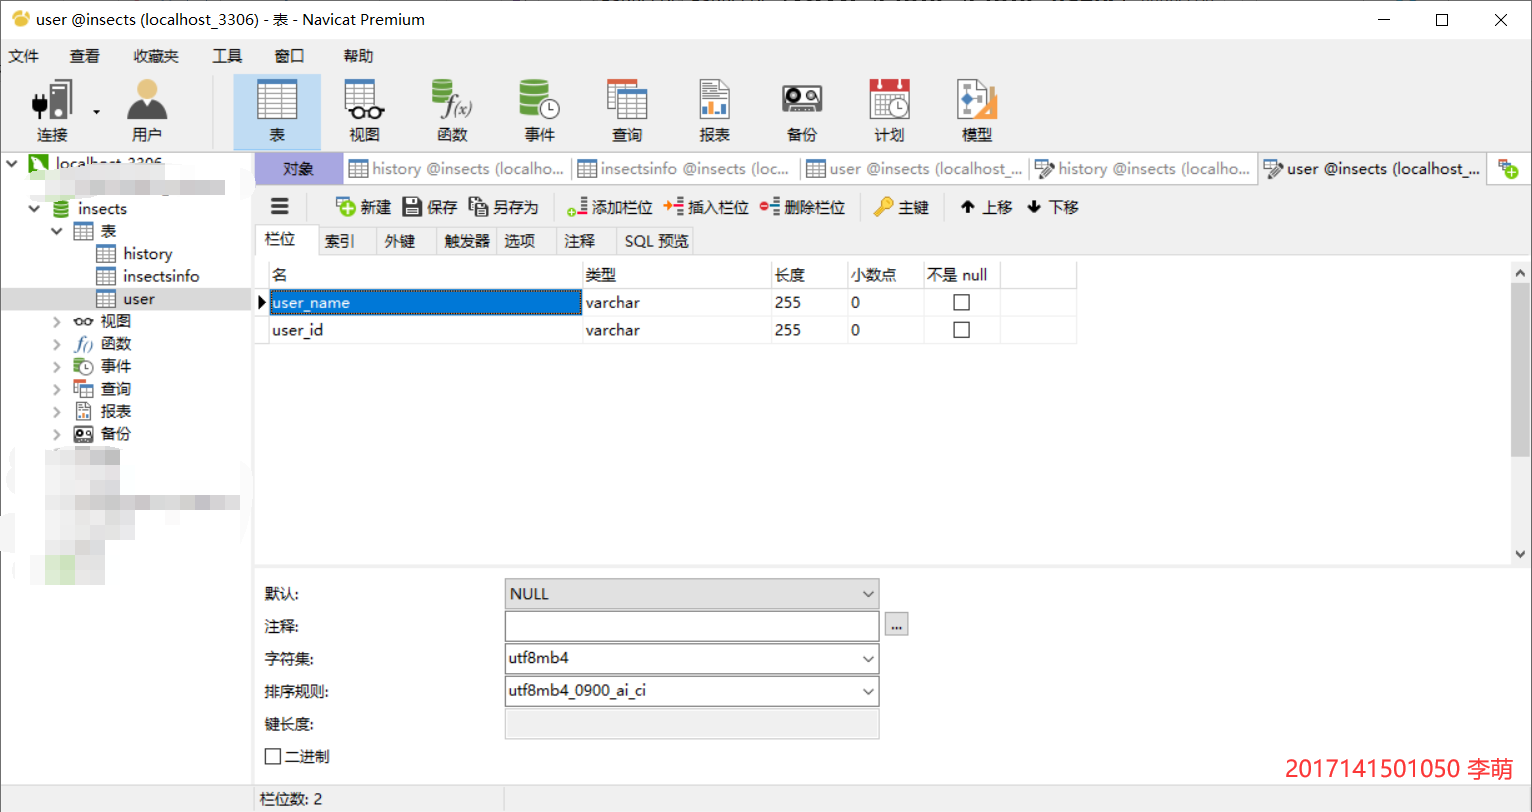 user @insects (localhost_3306) - 表 - Navicat Premium
文件 查看 收藏夹 工具 窗口 帮助
连接 用户 表 视图 函数 事件 查询 报表 备份 计划 模型
localhost_3306
insects
表
history
insectsinfo
user
视图
函数
事件
查询
报表
备份
对象 history @insects (localho... insectsinfo @insects (loc... user @insects (localhost_... history @insects (localho... user @insects (localhost_...
新建 保存 另存为 添加栏位 插入栏位 删除栏位 主键 上移 下移
栏位 索引 外键 触发器 选项 注释 SQL 预览
名 类型 长度 小数点 不是 null
user_name varchar 255 0
user_id varchar 255 0
默认: NULL
注释: ...
字符集: utf8mb4
排序规则: utf8mb4_0900_ai_ci
键长度:
二进制
2017141501050 李萌
栏位数: 2